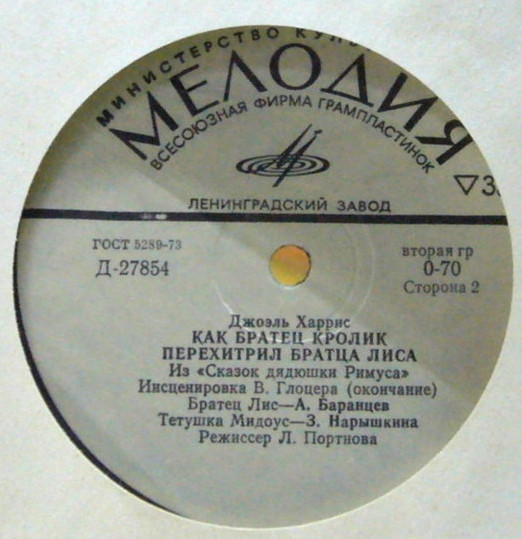 МИНИСТЕРСТВО
МЕЛОДИЯ
ВСЕСОЮЗНАЯ ФИРМА ГРАМПЛАСТИНОК
ЛЕНИНГРАДСКИЙ ЗАВОД
ГОСТ 5289-73
Д-27854
вторая гр
0-70
Сторона 2
Джоэль Харрис
КАК БРАТЕЦ КРОЛИК
ПЕРЕХИТРИЛ БРАТЦА ЛИСА
Из «Сказок дядюшки Римуса»
Инсценировка В. Глоцера (окончание)
Братец Лис—А. Баранцев
Тетушка Мидоус—З. Нарышкина
Режиссер Л. Портнова